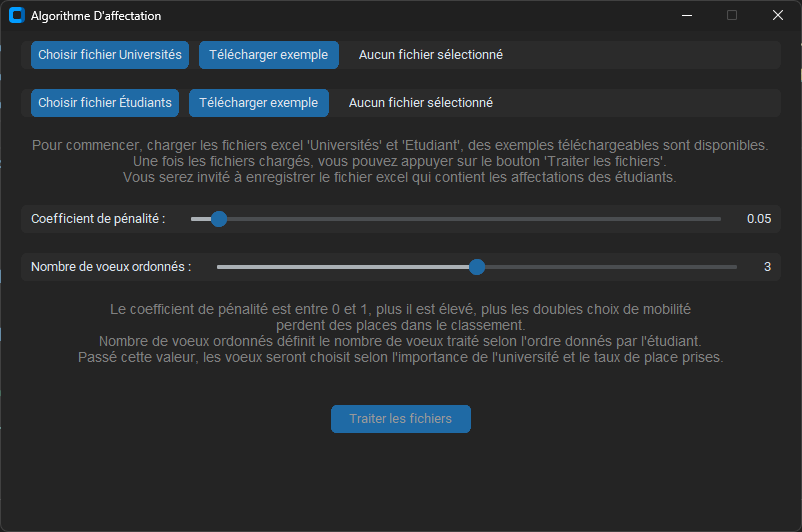 Algorithme D'affectation
Choisir fichier Universités Télécharger exemple Aucun fichier sélectionné
Choisir fichier Étudiants Télécharger exemple Aucun fichier sélectionné
Pour commencer, charger les fichiers excel 'Universités' et 'Etudiant', des exemples téléchargeables sont disponibles.
Une fois les fichiers chargés, vous pouvez appuyer sur le bouton 'Traiter les fichiers'.
Vous serez invité à enregistrer le fichier excel qui contient les affectations des étudiants.
Coefficient de pénalité : 0.05
Nombre de voeux ordonnés : 3
Le coefficient de pénalité est entre 0 et 1, plus il est élevé, plus les doubles choix de mobilité
perdent des places dans le classement.
Nombre de voeux ordonnés définit le nombre de voeux traité selon l'ordre donnés par l'étudiant.
Passé cette valeur, les voeux seront choisit selon l'importance de l'université et le taux de place prises.
Traiter les fichiers